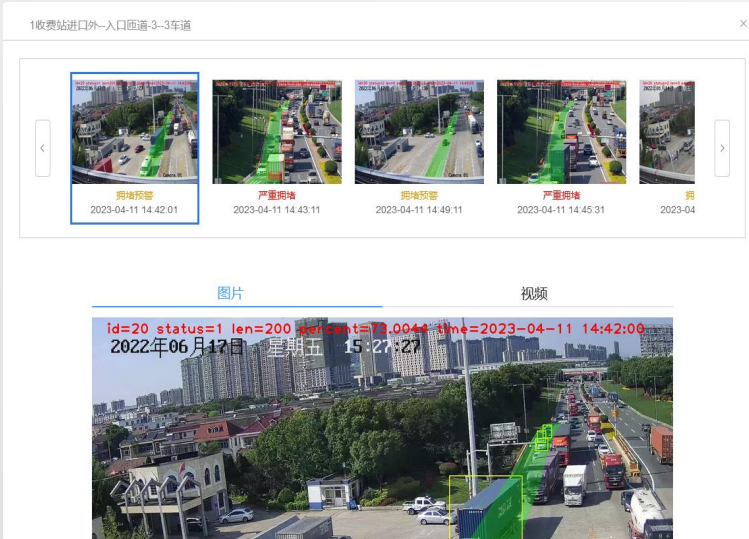 1收费站进口外--入口匝道-3--3车道
×
‹
›
拥堵预警
2023-04-11 14:42:01
严重拥堵
2023-04-11 14:43:11
拥堵预警
2023-04-11 14:49:11
严重拥堵
2023-04-11 14:45:31
拥
2023-04
图片
视频
id=20 status=1 len=200 percent=73.0044 time=2023-04-11 14:42:00
2022年06月17日 星期五 15:27:27